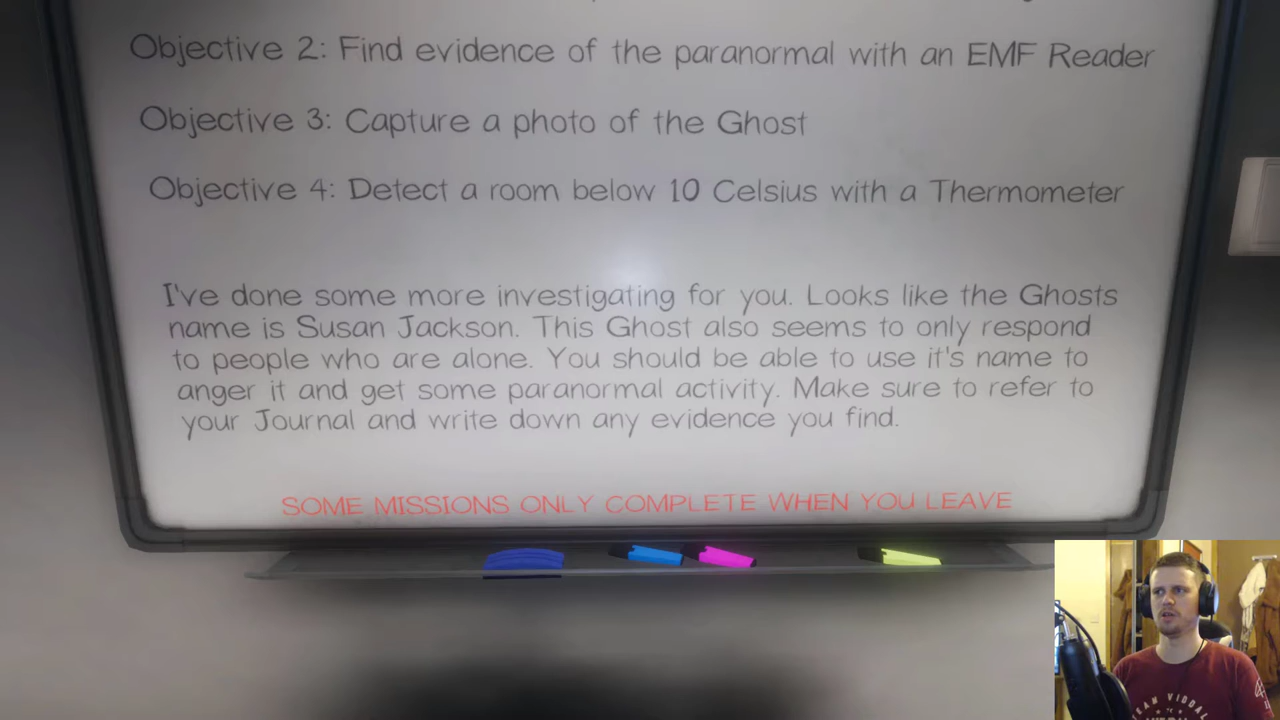 Objective 2: Find evidence of the paranormal with an EMF Reader
Objective 3: Capture a photo of the Ghost
Objective 4: Detect a room below 10 Celsius with a Thermometer
I've done some more investigating for you. Looks like the Ghosts
name is Susan Jackson. This Ghost also seems to only respond
to people who are alone. You should be able to use it's name to
anger it and get some paranormal activity. Make sure to refer to
your Journal and write down any evidence you find.
SOME MISSIONS ONLY COMPLETE WHEN YOU LEAVE